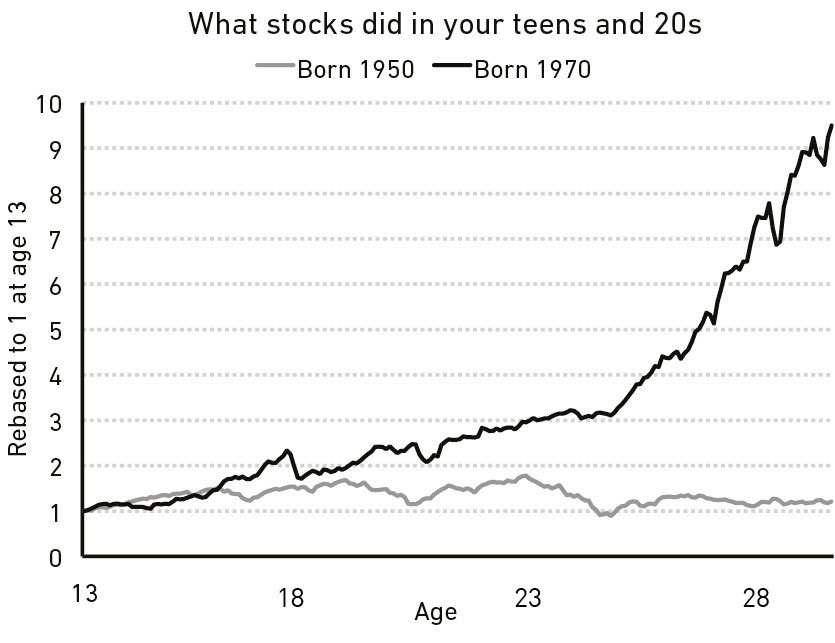 What stocks did in your teens and 20s
Born 1950 Born 1970
10
9
8
7
6
5
4
3
2
1
0
Rebased to 1 at age 13
13 18 23 28
Age